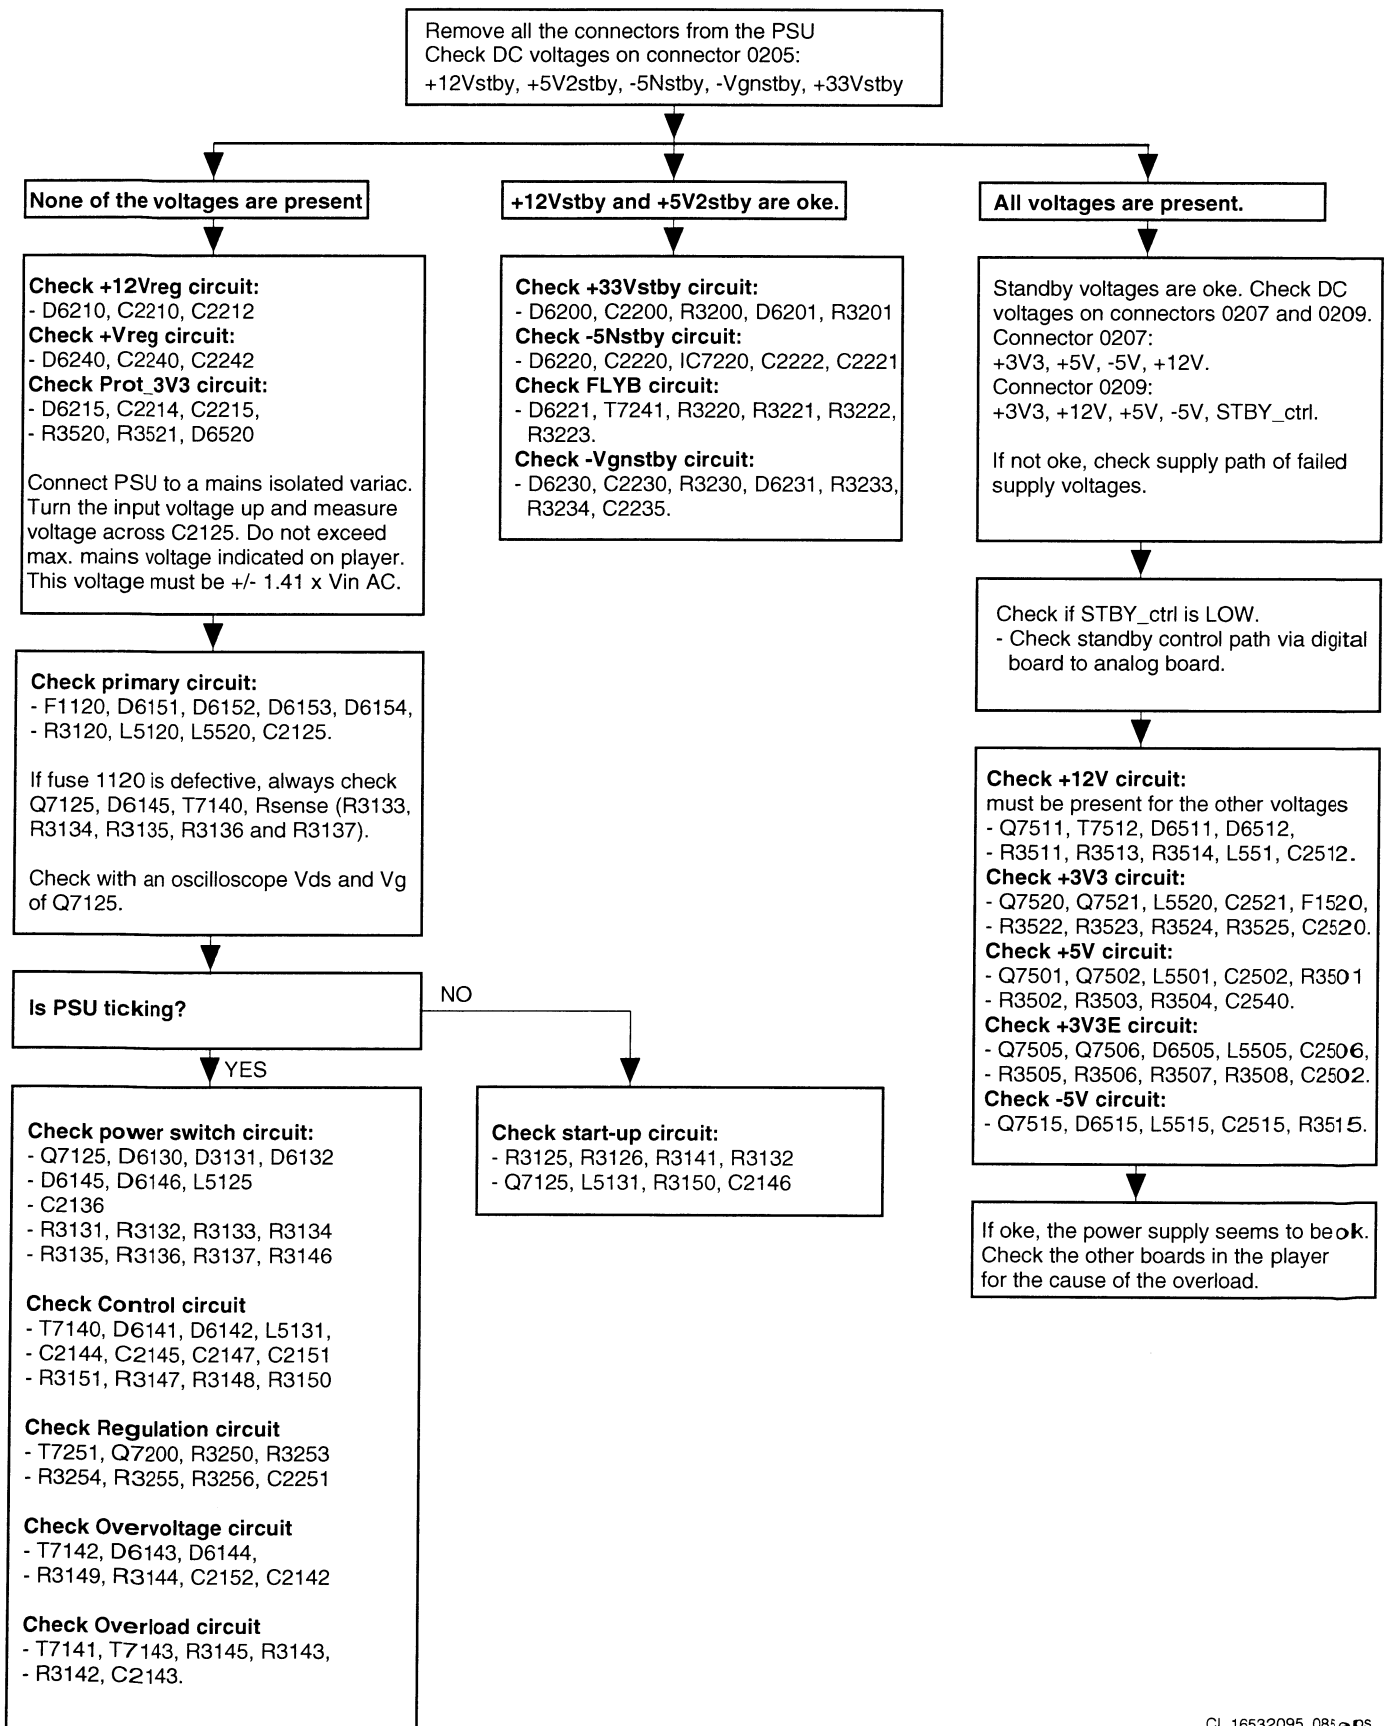 Remove all the connectors from the PSU
Check DC voltages on connector 0205:
+12Vstby, +5V2stby, -5Nstby, -Vgnstby, +33Vstby
None of the voltages are present
Check +12Vreg circuit:
- D6210, C2210, C2212
Check +Vreg circuit:
- D6240, C2240, C2242
Check Prot_3V3 circuit:
- D6215, C2214, C2215,
- R3520, R3521, D6520
Connect PSU to a mains isolated variac.
Turn the input voltage up and measure
voltage across C2125. Do not exceed
max. mains voltage indicated on player.
This voltage must be +/- 1.41 x Vin AC.
Check primary circuit:
- F1120, D6151, D6152, D6153, D6154,
- R3120, L5120, L5520, C2125.
If fuse 1120 is defective, always check
Q7125, D6145, T7140, Rsense (R3133,
R3134, R3135, R3136 and R3137).
Check with an oscilloscope Vds and Vg
of Q7125.
Is PSU ticking?
NO
YES
Check power switch circuit:
- Q7125, D6130, D3131, D6132
- D6145, D6146, L5125
- C2136
- R3131, R3132, R3133, R3134
- R3135, R3136, R3137, R3146
Check Control circuit
- T7140, D6141, D6142, L5131,
- C2144, C2145, C2147, C2151
- R3151, R3147, R3148, R3150
Check Regulation circuit
- T7251, Q7200, R3250, R3253
- R3254, R3255, R3256, C2251
Check Overvoltage circuit
- T7142, D6143, D6144,
- R3149, R3144, C2152, C2142
Check Overload circuit
- T7141, T7143, R3145, R3143,
- R3142, C2143.
Check start-up circuit:
- R3125, R3126, R3141, R3132
- Q7125, L5131, R3150, C2146
+12Vstby and +5V2stby are oke.
Check +33Vstby circuit:
- D6200, C2200, R3200, D6201, R3201
Check -5Nstby circuit:
- D6220, C2220, IC7220, C2222, C2221
Check FLYB circuit:
- D6221, T7241, R3220, R3221, R3222,
R3223.
Check -Vgnstby circuit:
- D6230, C2230, R3230, D6231, R3233,
R3234, C2235.
All voltages are present.
Standby voltages are oke. Check DC
voltages on connectors 0207 and 0209.
Connector 0207:
+3V3, +5V, -5V, +12V.
Connector 0209:
+3V3, +12V, +5V, -5V, STBY_ctrl.
If not oke, check supply path of failed
supply voltages.
Check if STBY_ctrl is LOW.
- Check standby control path via digital
board to analog board.
Check +12V circuit:
must be present for the other voltages
- Q7511, T7512, D6511, D6512,
- R3511, R3513, R3514, L551, C2512.
Check +3V3 circuit:
- Q7520, Q7521, L5520, C2521, F1520,
- R3522, R3523, R3524, R3525, C2520.
Check +5V circuit:
- Q7501, Q7502, L5501, C2502, R3501
- R3502, R3503, R3504, C2540.
Check +3V3E circuit:
- Q7505, Q7506, D6505, L5505, C2506,
- R3505, R3506, R3507, R3508, C2502.
Check -5V circuit:
- Q7515, D6515, L5515, C2515, R3515.
If oke, the power supply seems to be ok.
Check the other boards in the player
for the cause of the overload.
CL 16532095